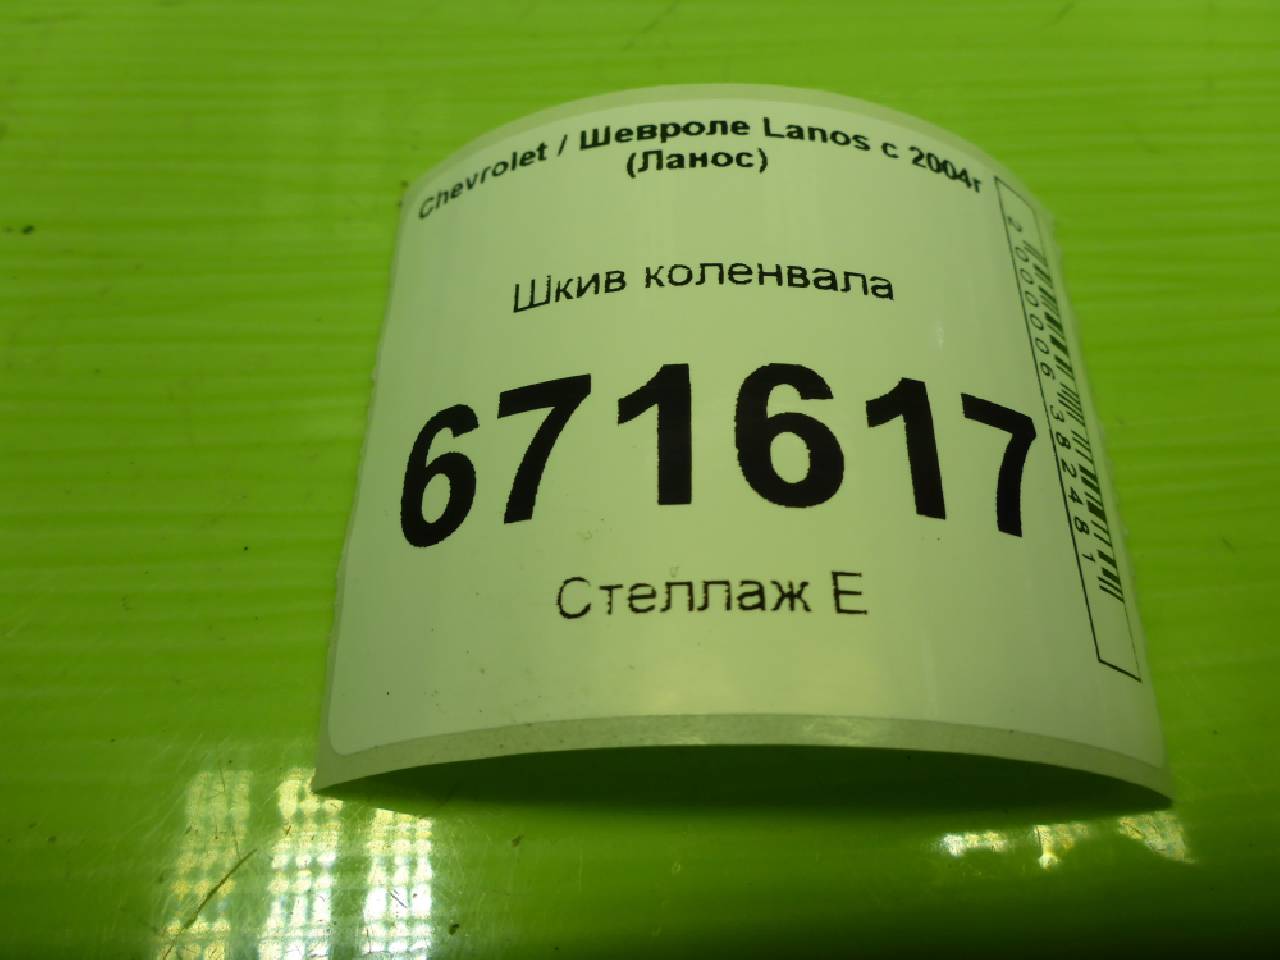 Chevrolet / Шевроле Lanos с 2004г
(Ланос)
Шкив коленвала
671617
Стеллаж Е
2000006382481